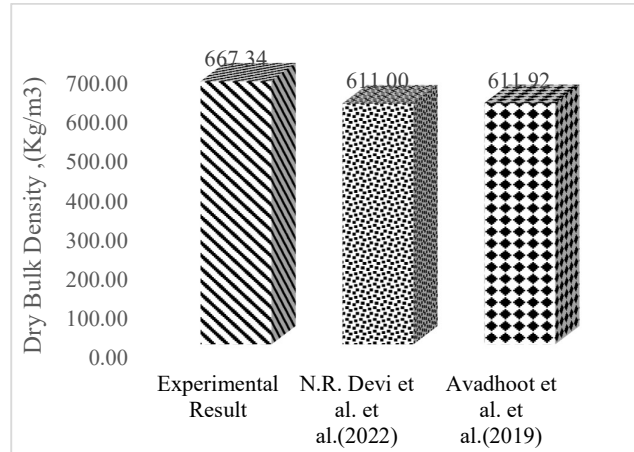 667.34
611.00
611.92
Dry Bulk Density ,(Kg/m3)
700.00
600.00
500.00
400.00
300.00
200.00
100.00
0.00
Experimental
Result
N.R. Devi et
al. et
al.(2022)
Avadhoot et
al. et
al.(2019)